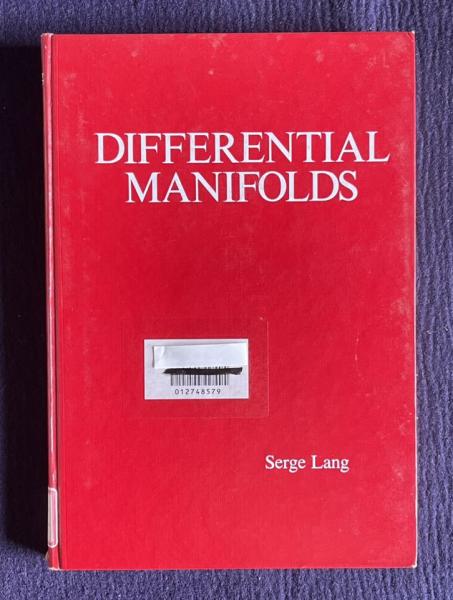 DIFFERENTIAL
MANIFOLDS
012748579
Serge Lang